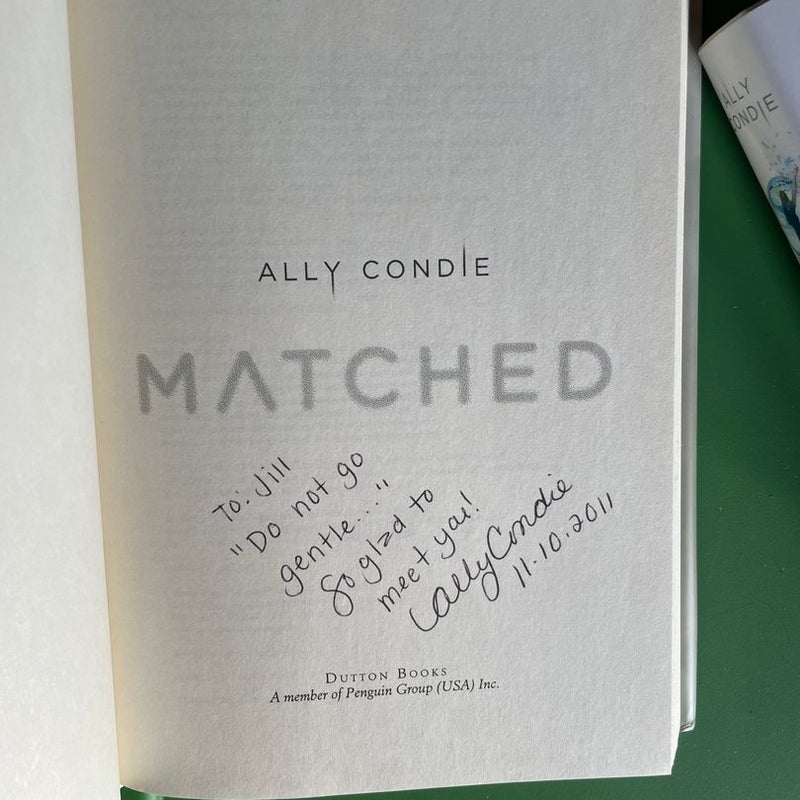 ALLY CONDIE
MATCHED
To: Jill
"Do not go
gentle..."
So glad to
meet you!
Ally Condie
11.10.2011
DUTTON BOOKS
A member of Penguin Group (USA) Inc.
ALLY
CONDIE